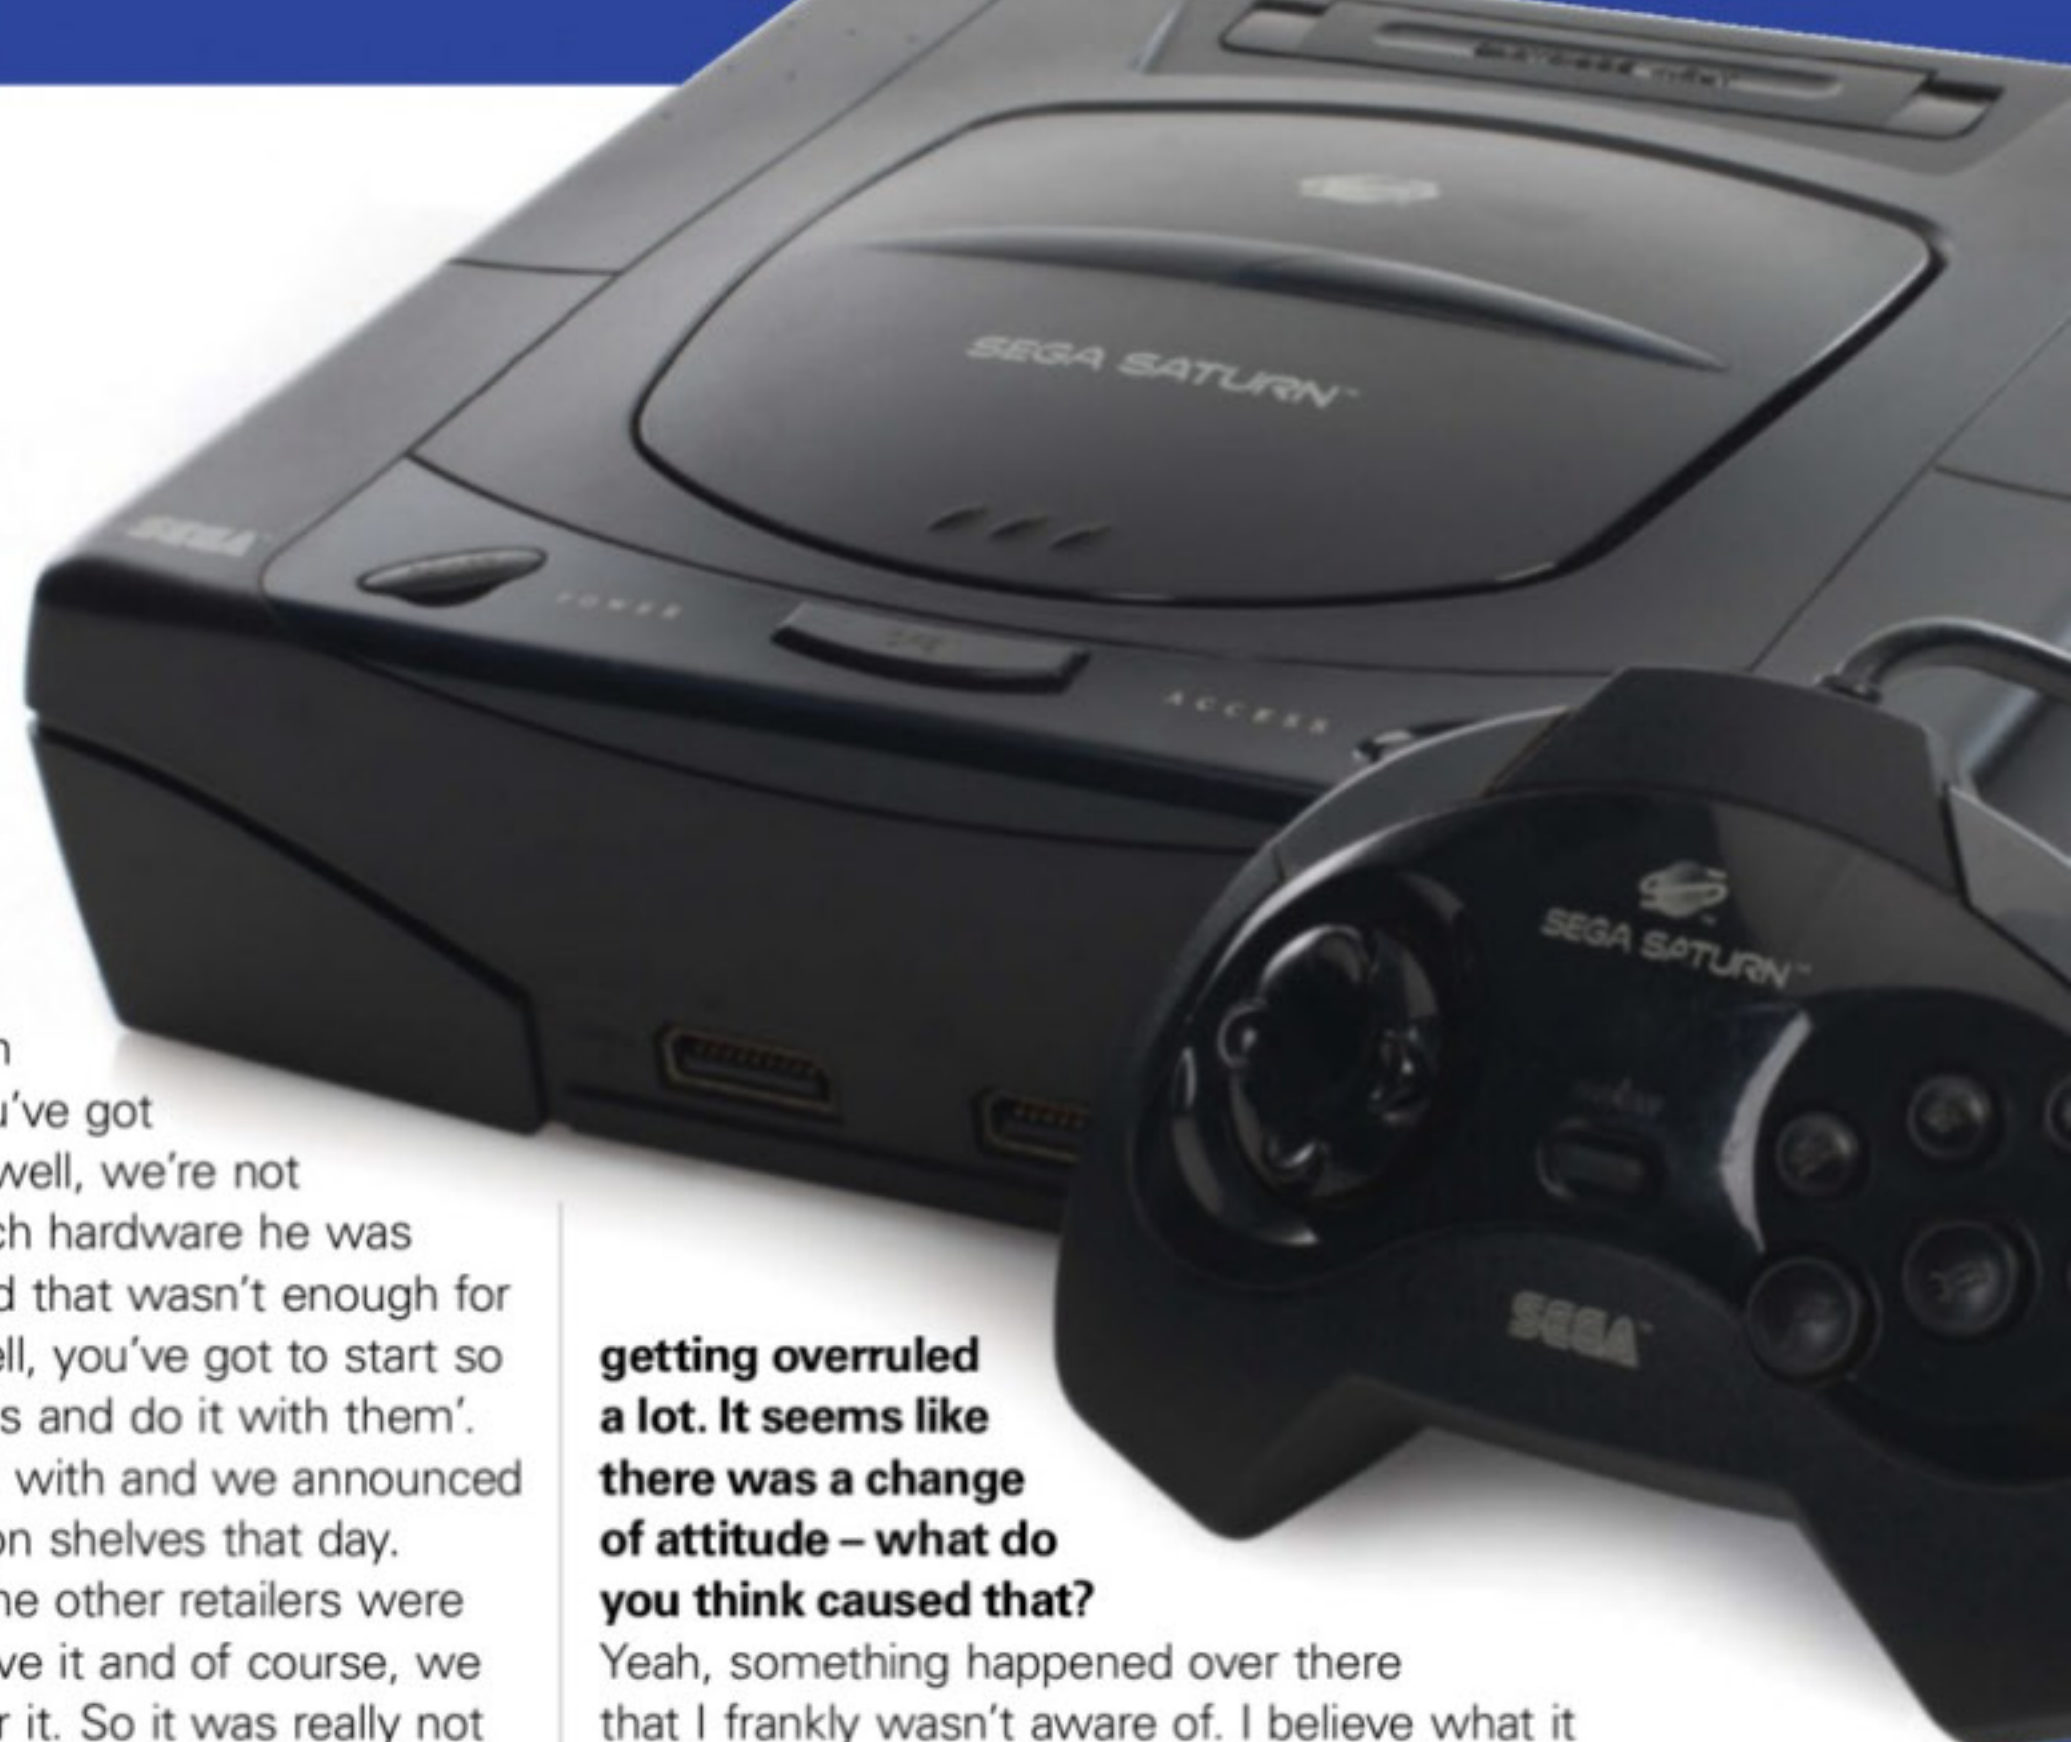 SEGA SATURN™
SEGA™
POWER
ACCESS
SEGA SATURN™
SEGA™
u've got
well, we're not
ch hardware he was
d that wasn't enough for
ell, you've got to start so
s and do it with them'.
with and we announced
on shelves that day.
he other retailers were
ve it and of course, we
r it. So it was really not
getting overruled
a lot. It seems like
there was a change
of attitude – what do
you think caused that?
Yeah, something happened over there
that I frankly wasn't aware of. I believe what it